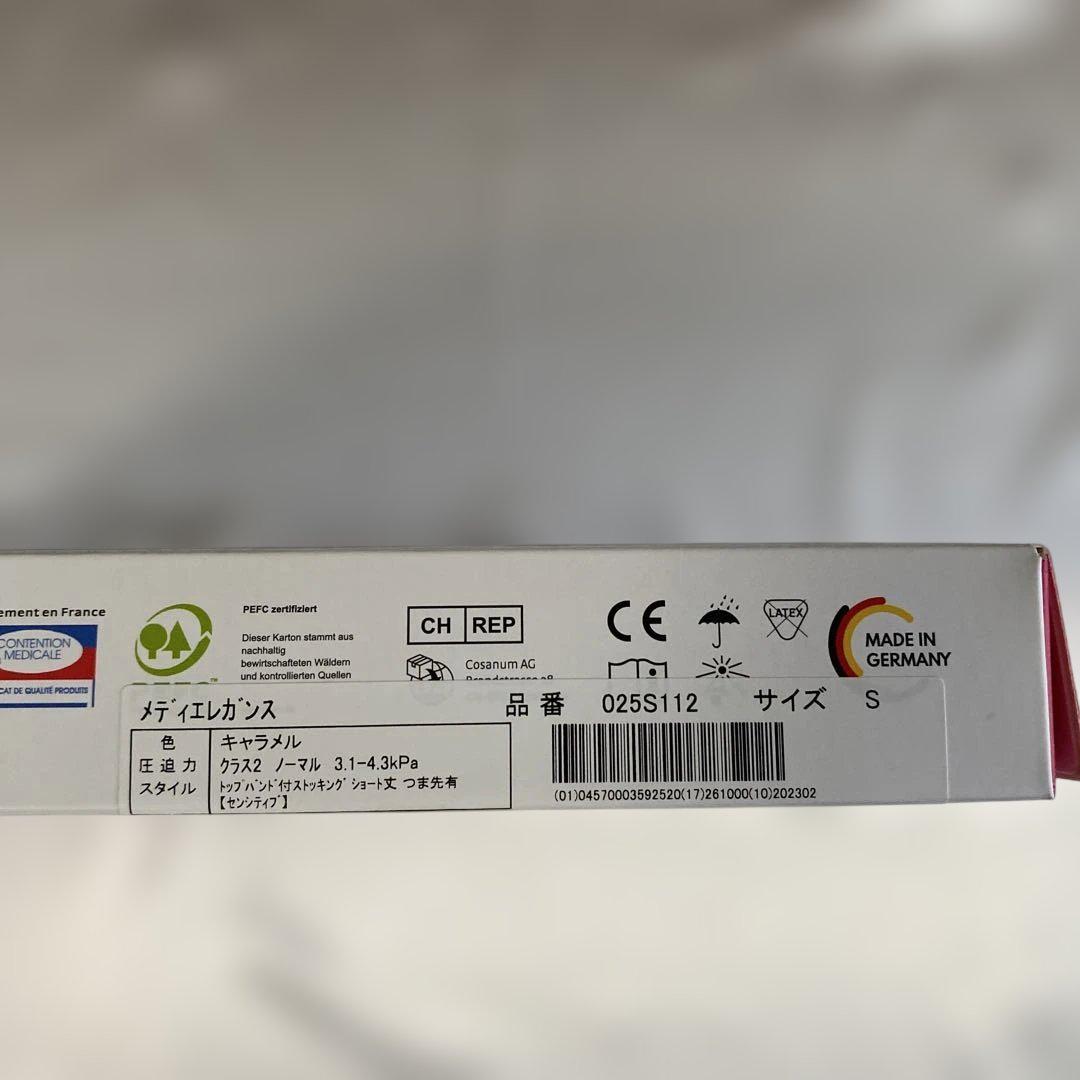 ement en France
CONTENTION
MEDICALE
CAT DE QUALITÉ PRODUITS
PEFC zertifiziert
Dieser Karton stammt aus
nachhaltig
bewirtschafteten Wäldern
und kontrollierten Quellen
CH REP
Cosanum AG
CE
LATEX
MADE IN
GERMANY
メディエレガンス
品番 025S112 サイズ S
色 キャラメル
圧迫力 クラス2 ノーマル 3.1-4.3kPa
スタイル トップバンド付ストッキング ショート丈 つま先有
【センシティブ】
(01)04570003592520(17)261000(10)202302